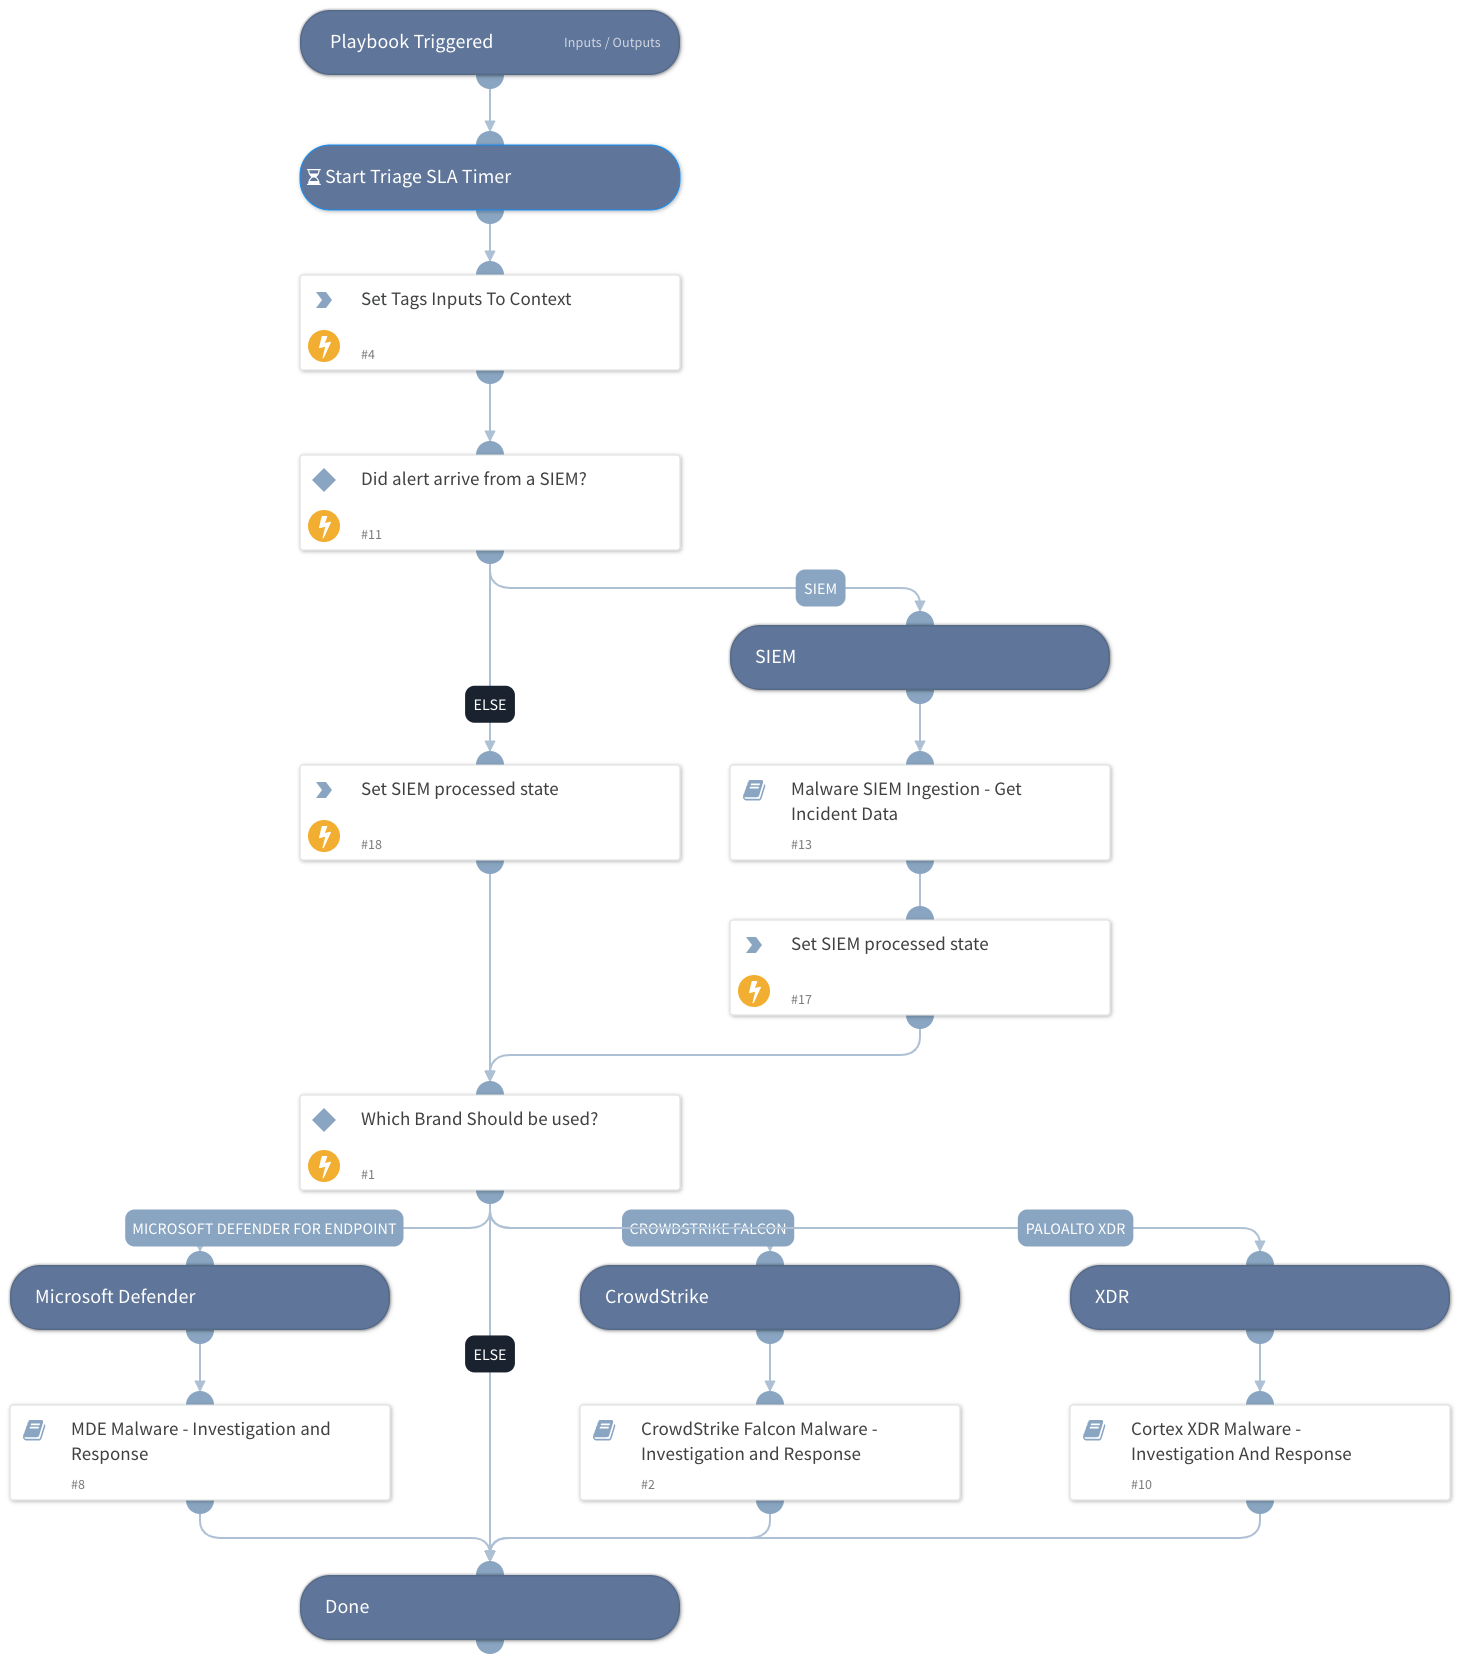 Playbook Triggered
Inputs / Outputs
Start Triage SLA Timer
Set Tags Inputs To Context
#4
Did alert arrive from a SIEM?
#11
SIEM
SIEM
ELSE
Set SIEM processed state
#18
Malware SIEM Ingestion - Get
Incident Data
#13
Set SIEM processed state
#17
Which Brand Should be used?
#1
MICROSOFT DEFENDER FOR ENDPOINT
CROWDSTRIKE FALCON
PALOALTO XDR
Microsoft Defender
CrowdStrike
XDR
ELSE
MDE Malware - Investigation and
Response
#8
CrowdStrike Falcon Malware -
Investigation and Response
#2
Cortex XDR Malware -
Investigation And Response
#10
Done